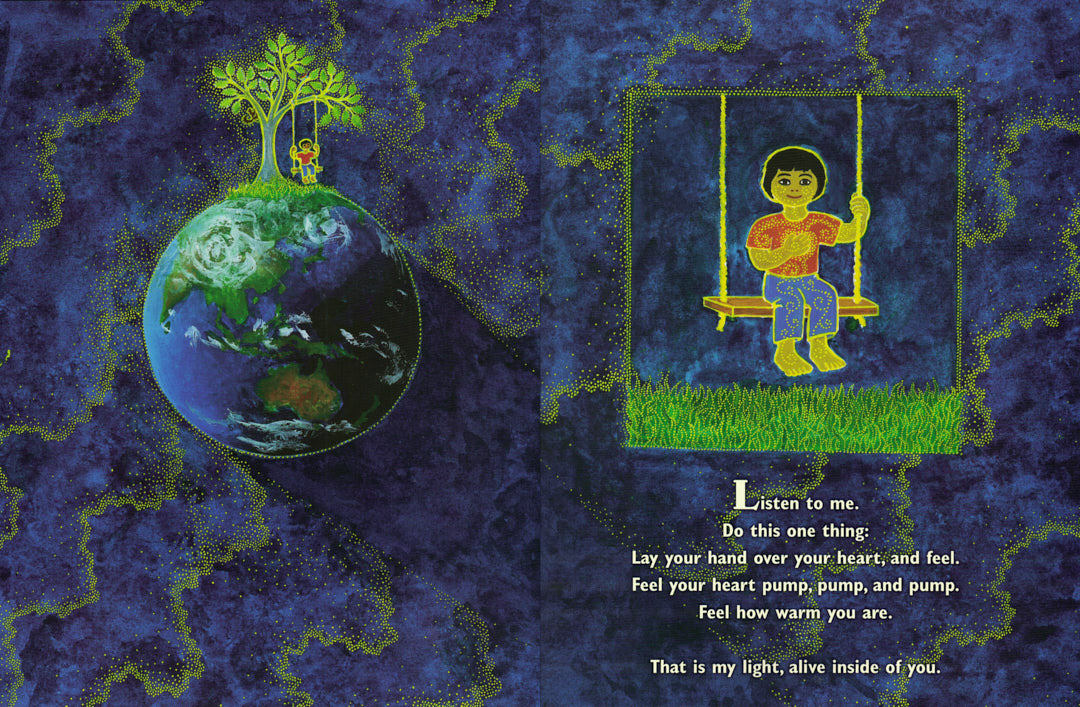 Listen to me.
Do this one thing:
Lay your hand over your heart, and feel.
Feel your heart pump, pump, and pump.
Feel how warm you are.
That is my light, alive inside of you.